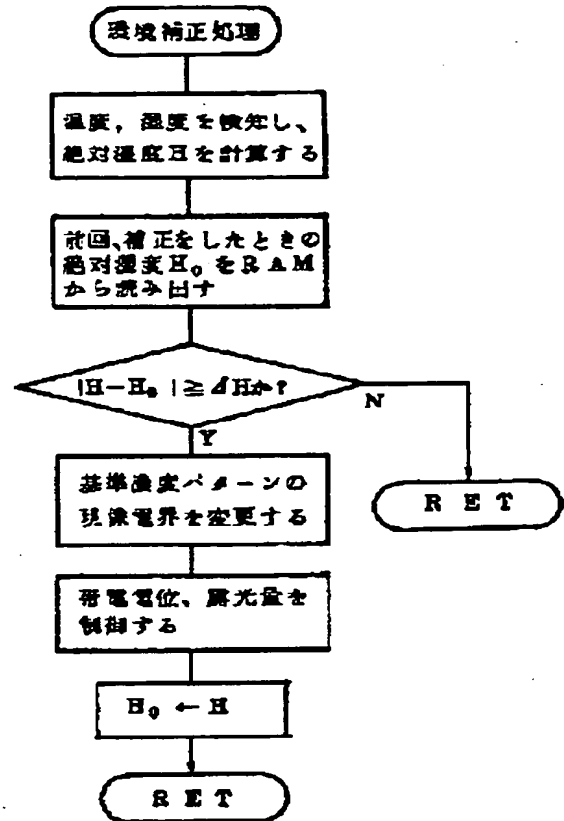 環境補正処理
温度，湿度を検知し、
絶対湿度Hを計算する
前回、補正をしたときの
絶対湿度H₀をRAM
から読み出す
|H−H₀|≧ΔHか?
N
Y
基準濃度パターンの
現像電界を変更する
RET
帯電電位、露光量を
制御する
H₀ ← H
RET